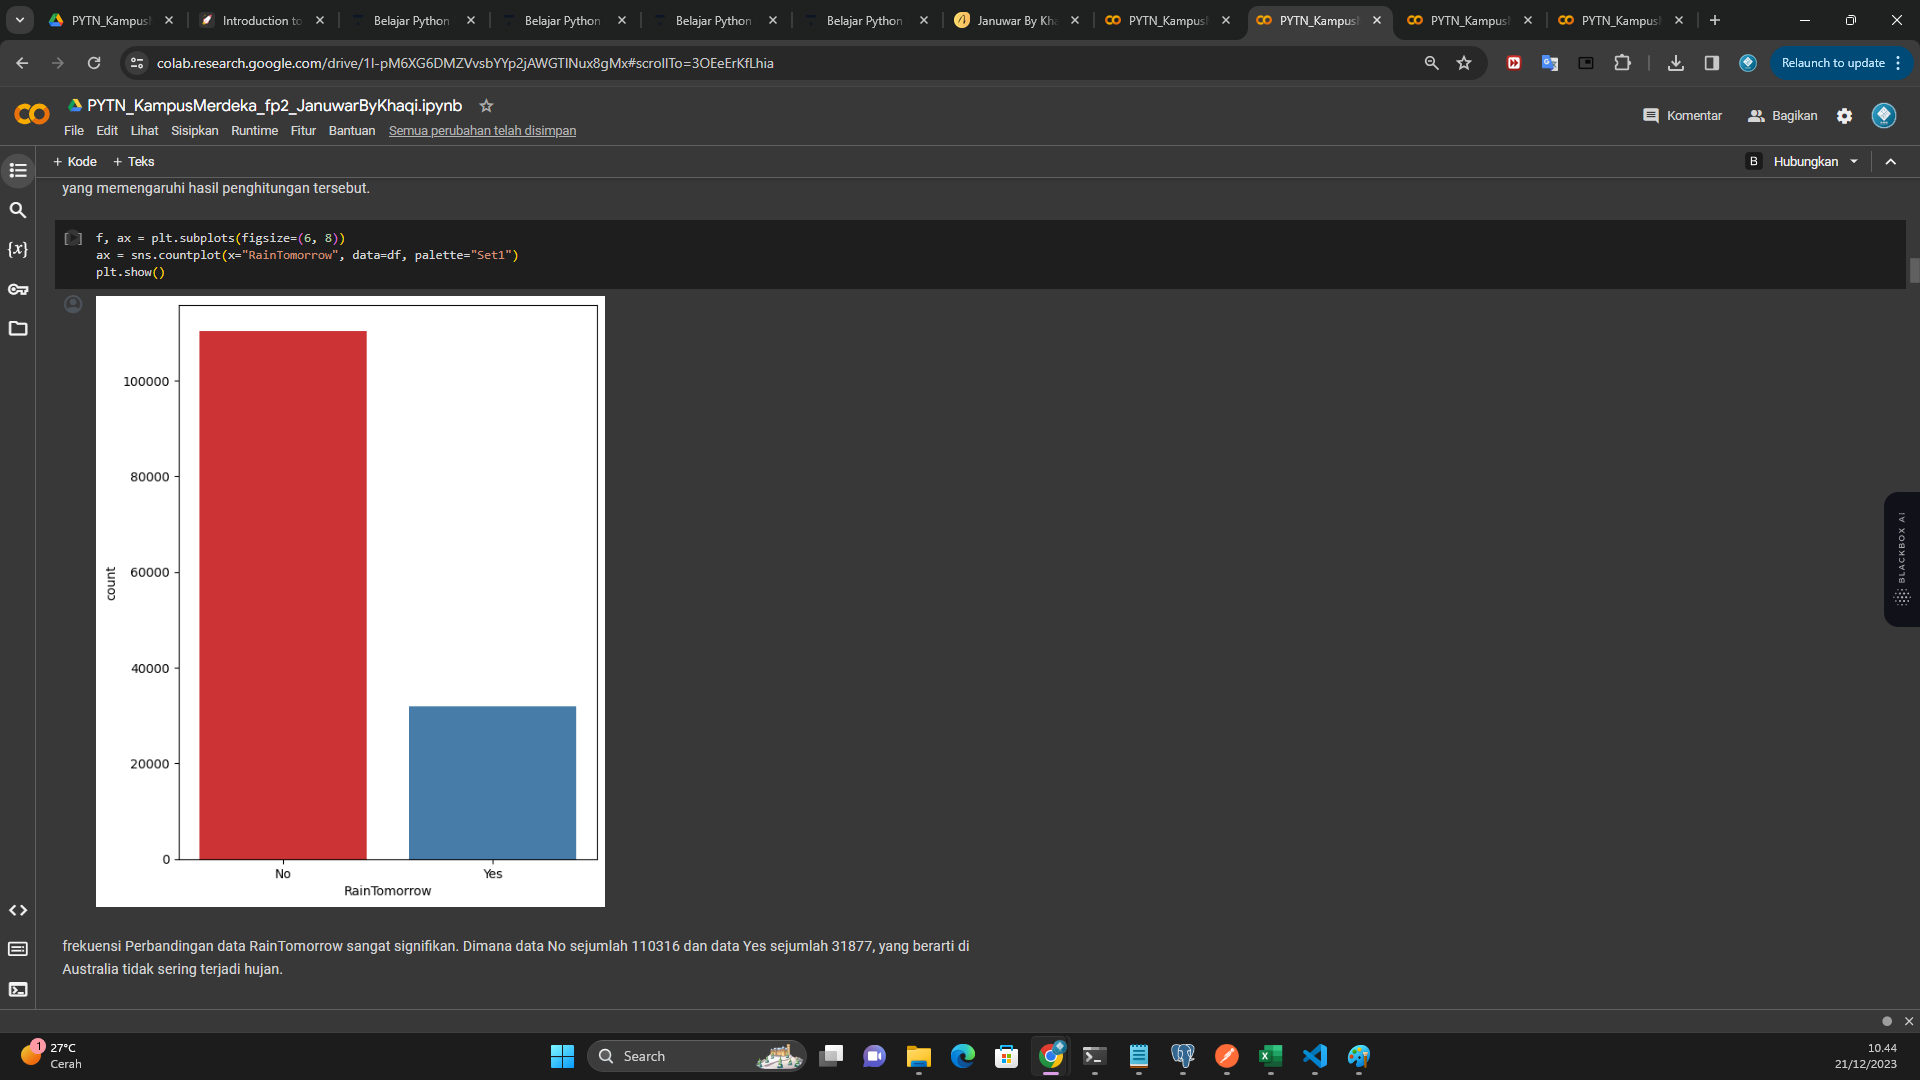 PYTN_Kampus
Introduction to
Belajar Python
Belajar Python
Belajar Python
Belajar Python
Januwar By Kha
PYTN_Kampus
PYTN_Kampus
PYTN_Kampus
PYTN_Kampus
colab.research.google.com/drive/1I-pM6XG6DMZVvsbYYp2jAWGTINux8gMx#scrollTo=3OEeErKfLhia
Relaunch to update
PYTN_KampusMerdeka_fp2_JanuwarByKhaqi.ipynb
File Edit Lihat Sisipkan Runtime Fitur Bantuan Semua perubahan telah disimpan
Komentar Bagikan
+ Kode + Teks
B Hubungkan
yang memengaruhi hasil penghitungan tersebut.
{x}
[ ] f, ax = plt.subplots(figsize=(6, 8))
ax = sns.countplot(x="RainTomorrow", data=df, palette="Set1")
plt.show()
100000
80000
60000
40000
20000
0
count
No Yes
RainTomorrow
BLACKBOX AI
frekuensi Perbandingan data RainTomorrow sangat signifikan. Dimana data No sejumlah 110316 dan data Yes sejumlah 31877, yang berarti di
Australia tidak sering terjadi hujan.
1
27°C
Cerah
Search
10.44
21/12/2023